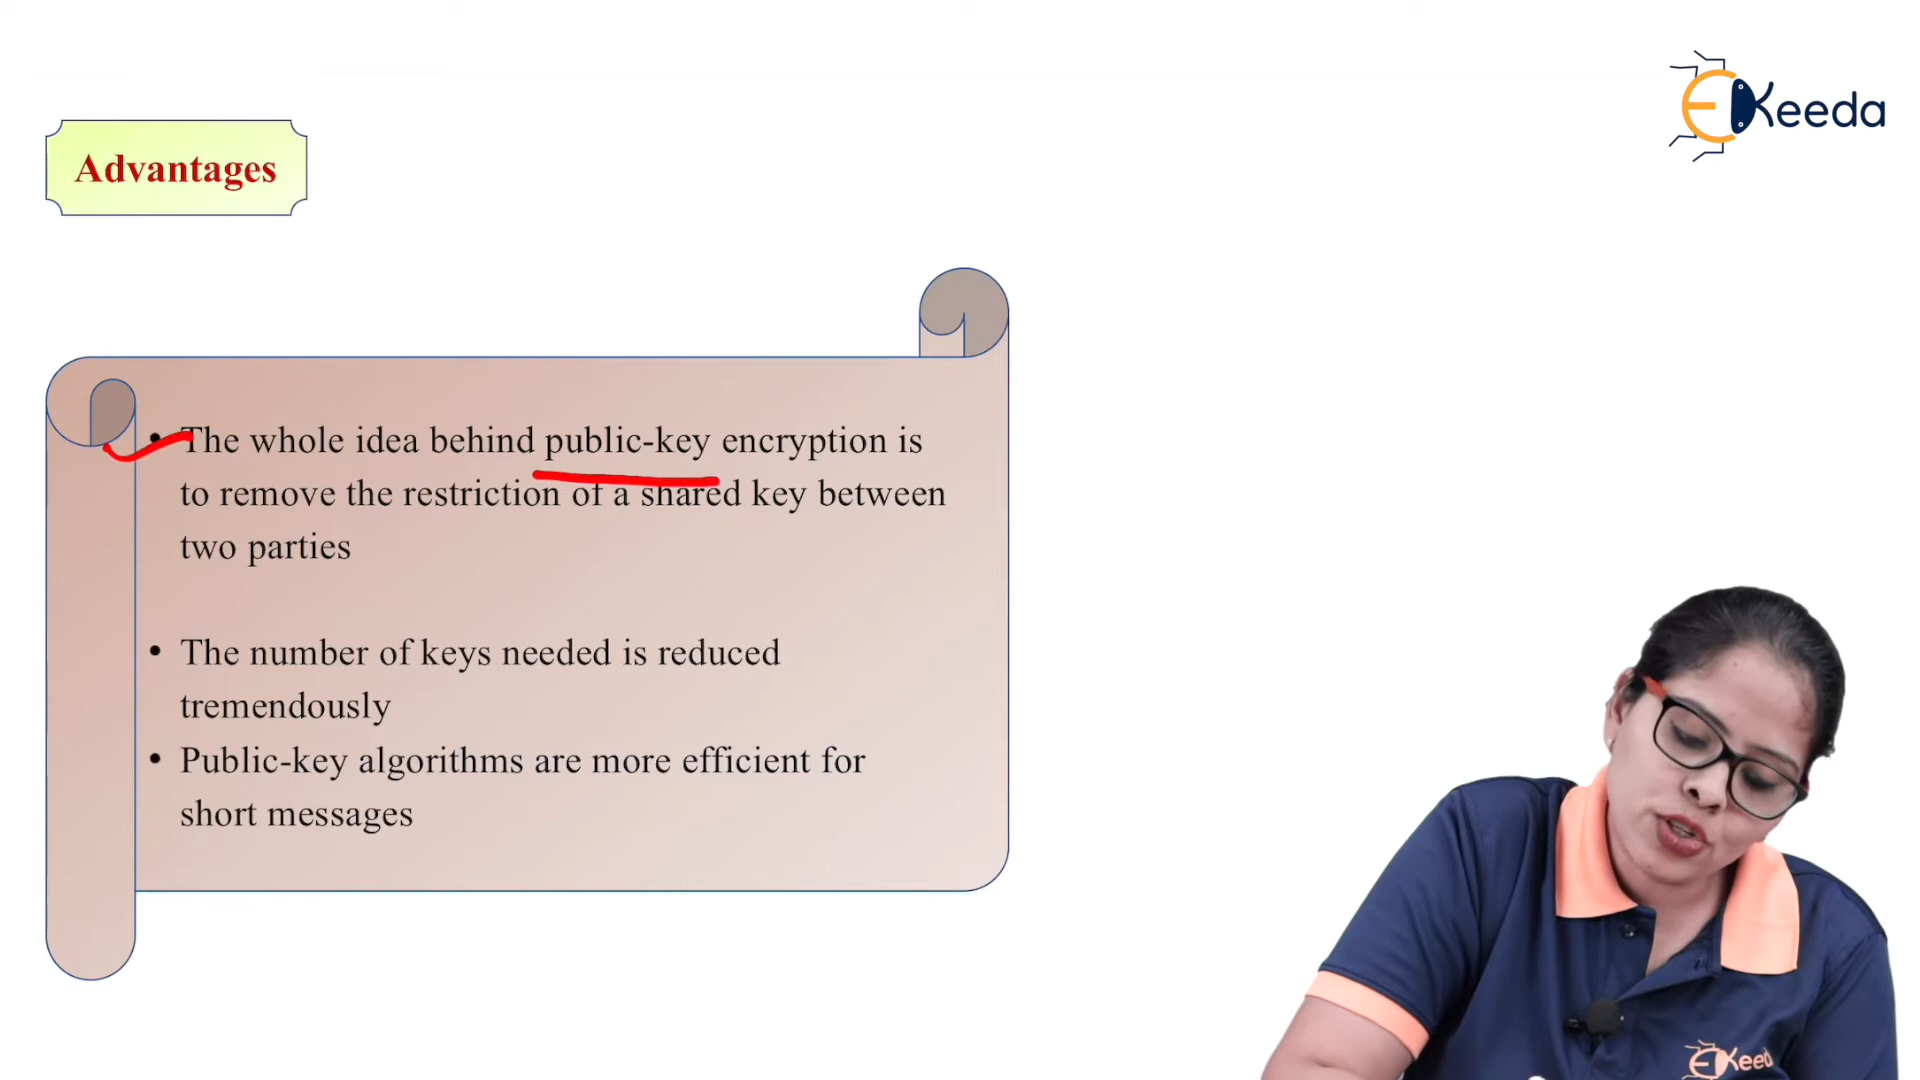 EKeeda
Advantages
• The whole idea behind public-key encryption is
to remove the restriction of a shared key between
two parties
• The number of keys needed is reduced
tremendously
• Public-key algorithms are more efficient for
short messages
EKeeda